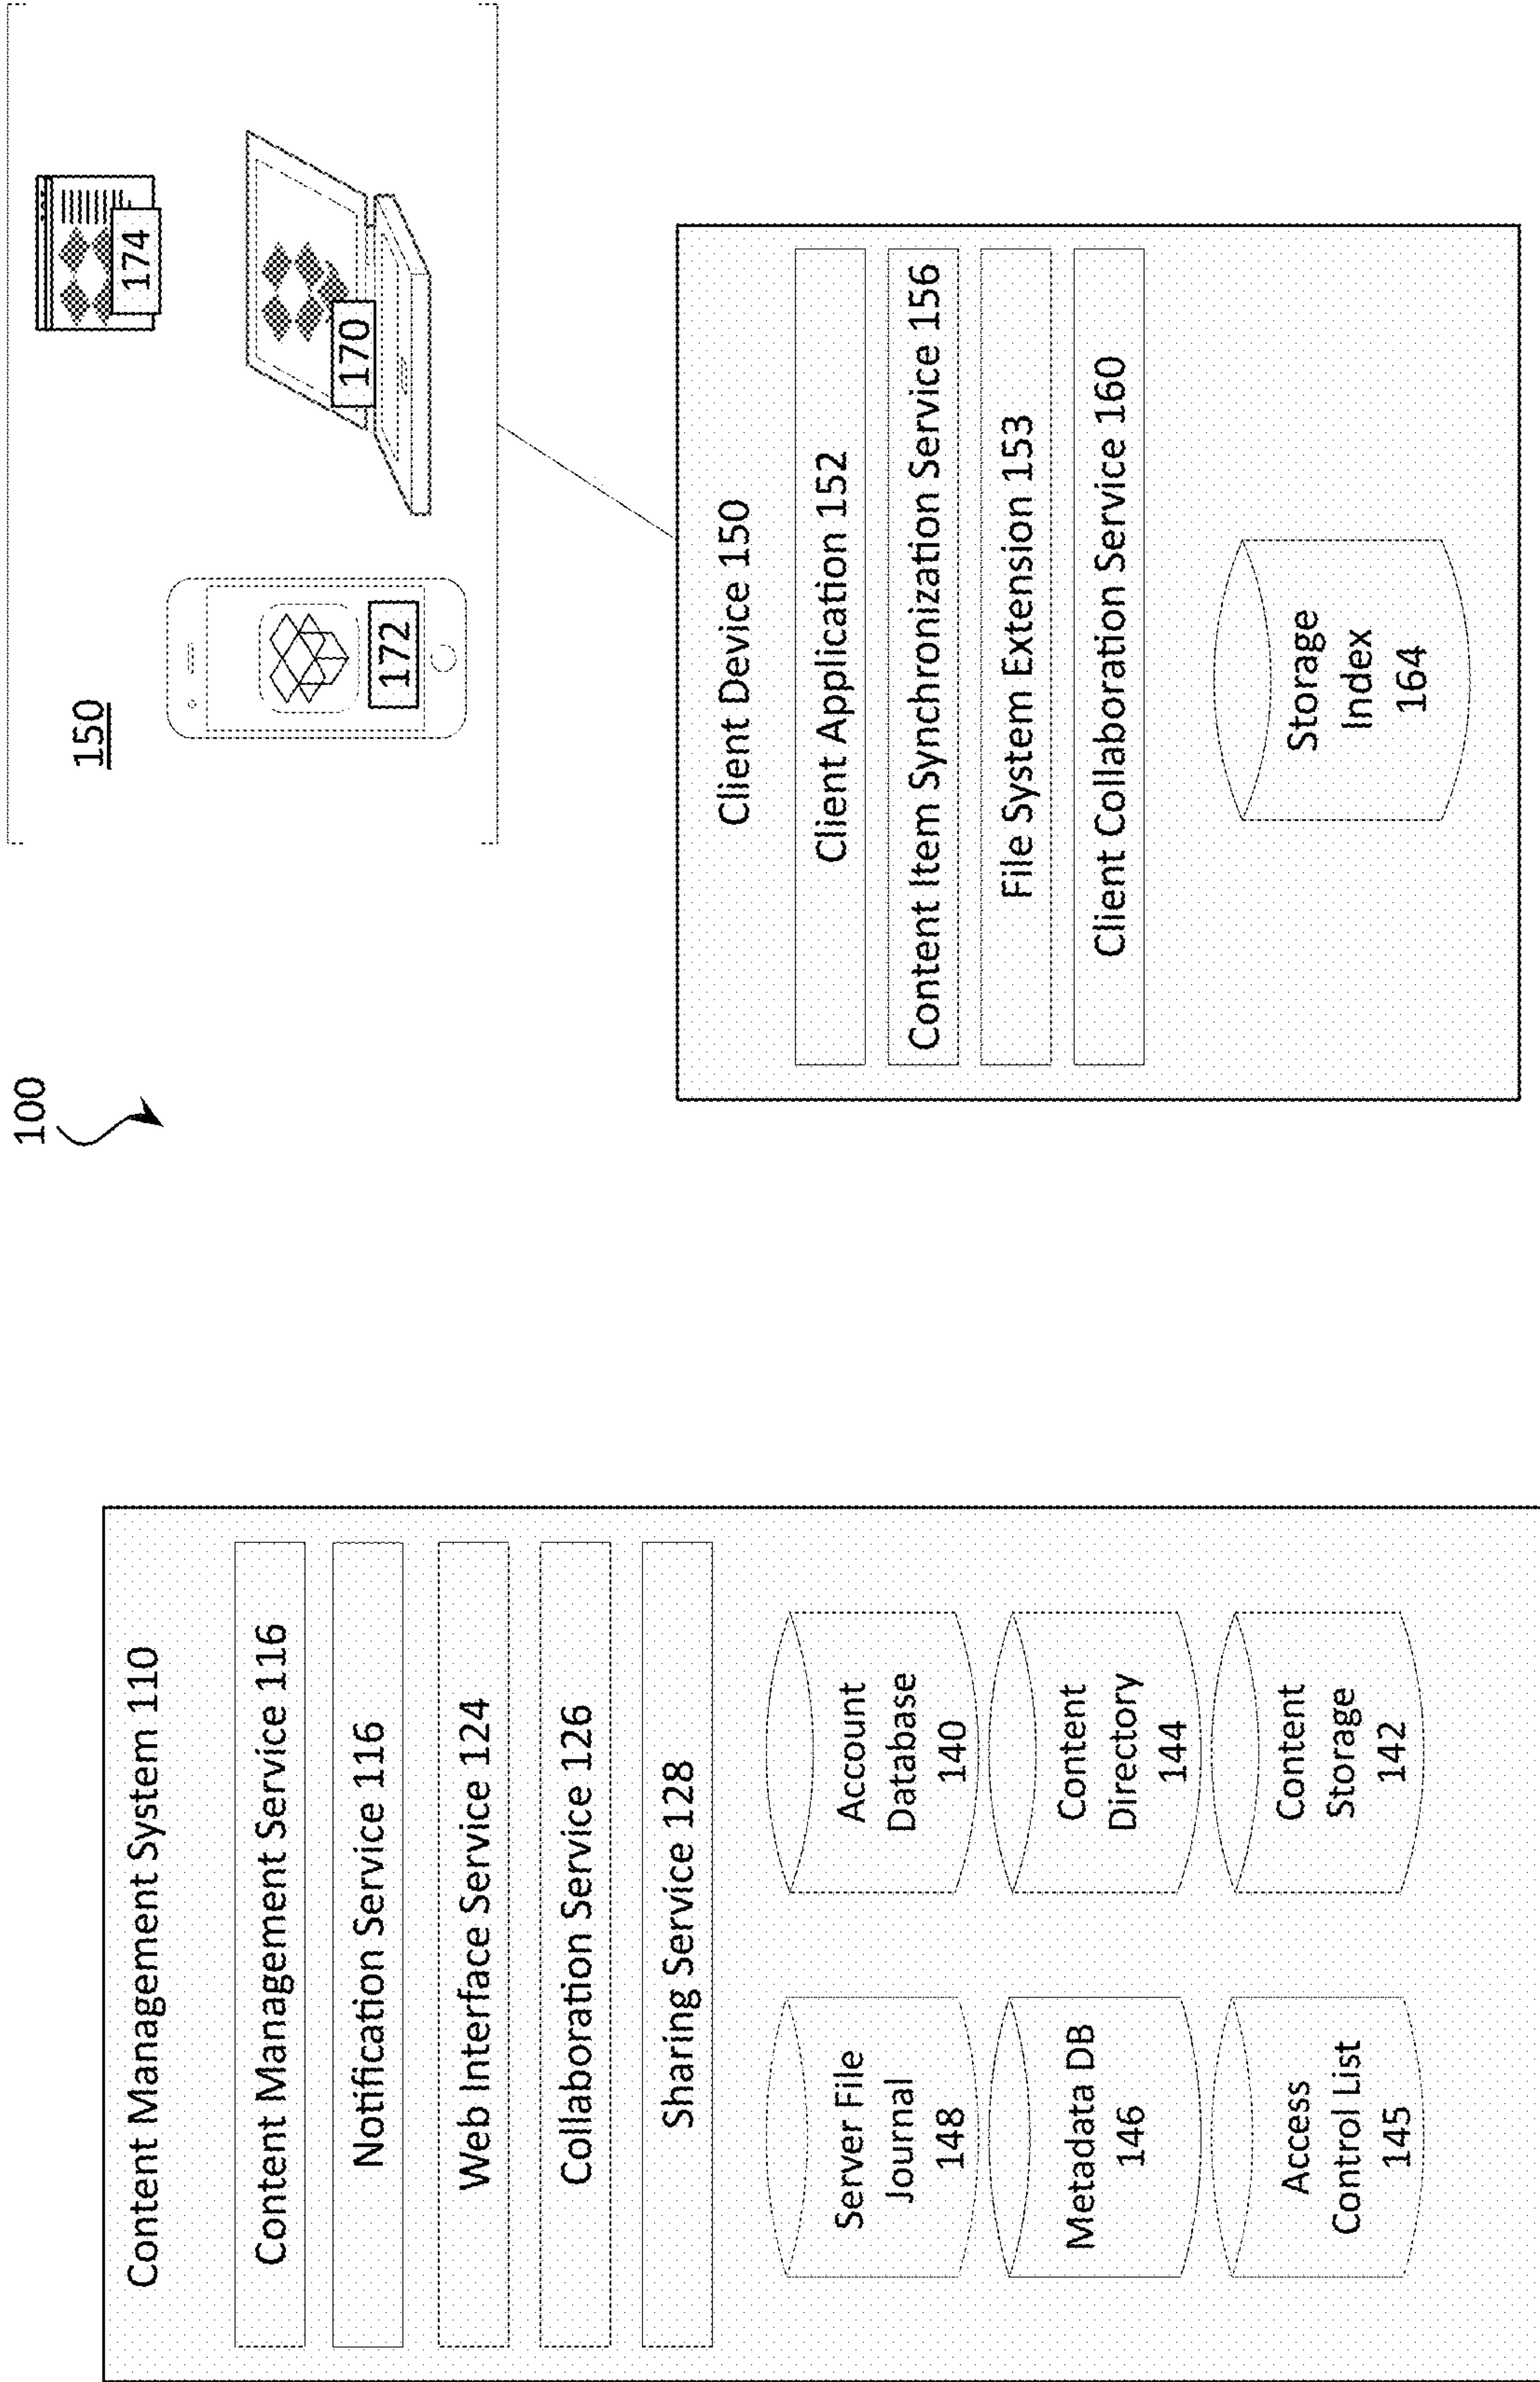 100
150
172
170
174
Content Management System 110
Content Management Service 116
Notification Service 116
Web Interface Service 124
Collaboration Service 126
Sharing Service 128
Server File
Journal
148
Account
Database
140
Metadata DB
146
Content
Directory
144
Access
Control List
145
Content
Storage
142
Client Device 150
Client Application 152
Content Item Synchronization Service 156
File System Extension 153
Client Collaboration Service 160
Storage
Index
164